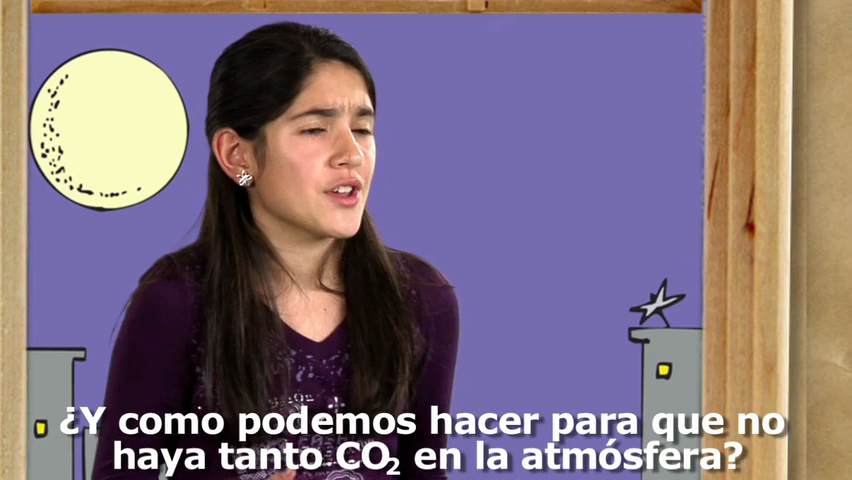 ¿Y como podemos hacer para que no
haya tanto CO₂ en la atmósfera?